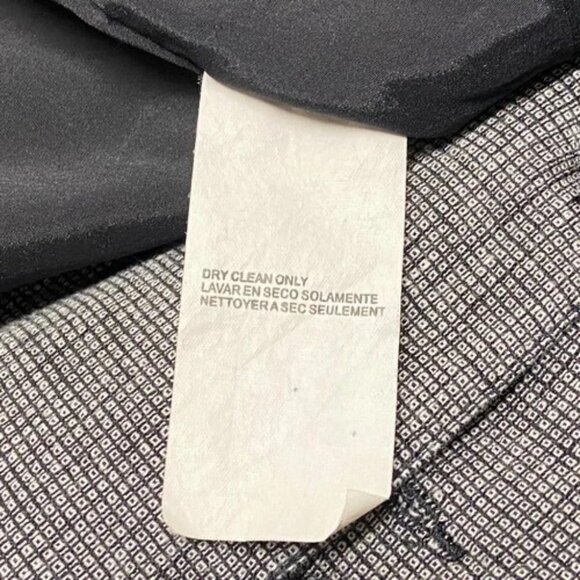 DRY CLEAN ONLY
LAVAR EN SECO SOLAMENTE
NETTOYER A SEC SEULEMENT